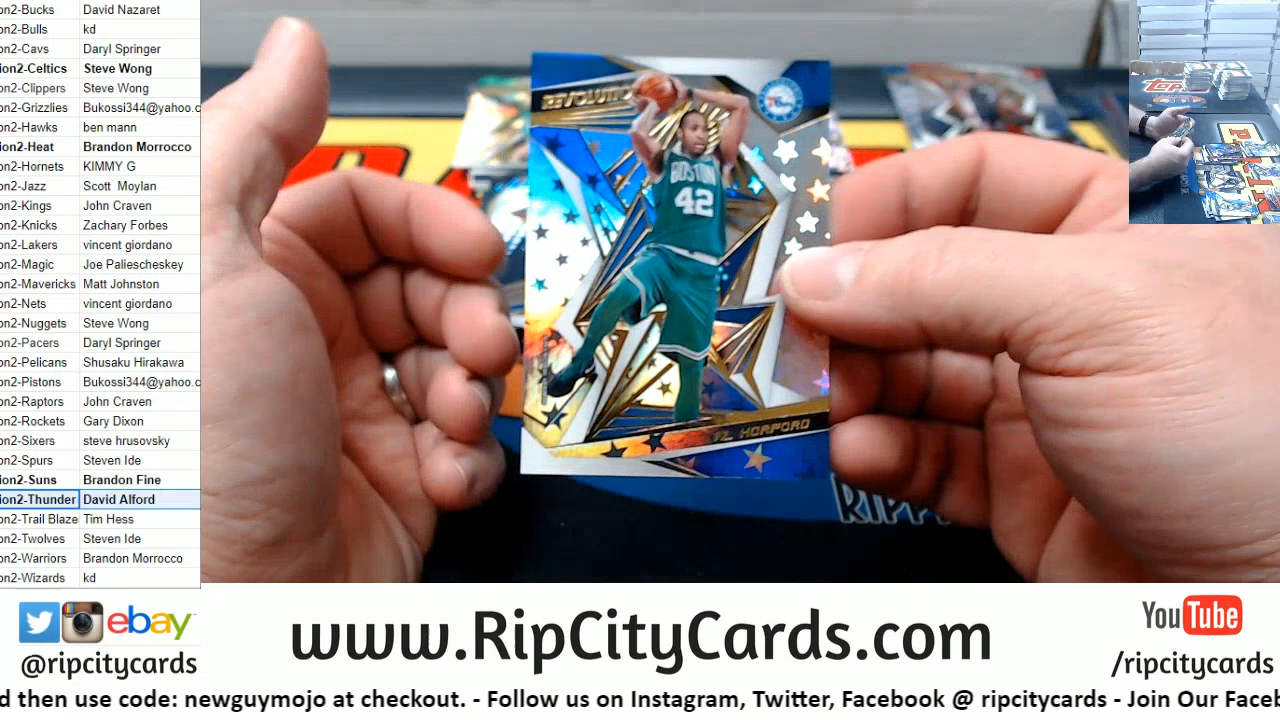 on2-Bucks David Nazaret
on2-Bulls kd
on2-Cavs Daryl Springer
ion2-Celtics Steve Wong
on2-Clippers Steve Wong
on2-Grizzlies Bukossi344@yahoo.c
on2-Hawks ben mann
ion2-Heat Brandon Morrocco
on2-Hornets KIMMY G
on2-Jazz Scott Moylan
on2-Kings John Craven
on2-Knicks Zachary Forbes
on2-Lakers vincent giordano
on2-Magic Joe Paliescheskey
on2-Mavericks Matt Johnston
on2-Nets vincent giordano
on2-Nuggets Steve Wong
on2-Pacers Daryl Springer
on2-Pelicans Shusaku Hirakawa
on2-Pistons Bukossi344@yahoo.c
on2-Raptors John Craven
on2-Rockets Gary Dixon
on2-Sixers steve hrusovsky
on2-Spurs Steven Ide
ion2-Suns Brandon Fine
ion2-Thunder David Alford
on2-Trail Blaze Tim Hess
on2-Twolves Steven Ide
on2-Warriors Brandon Morrocco
on2-Wizards kd
REVOLUTIO
BOSTON
42
AL HORFORD
RIPP
topps
ebay
@ripcitycards
www.RipCityCards.com
YouTube
/ripcitycards
d then use code: newguymojo at checkout. - Follow us on Instagram, Twitter, Facebook @ ripcitycards - Join Our Faceb